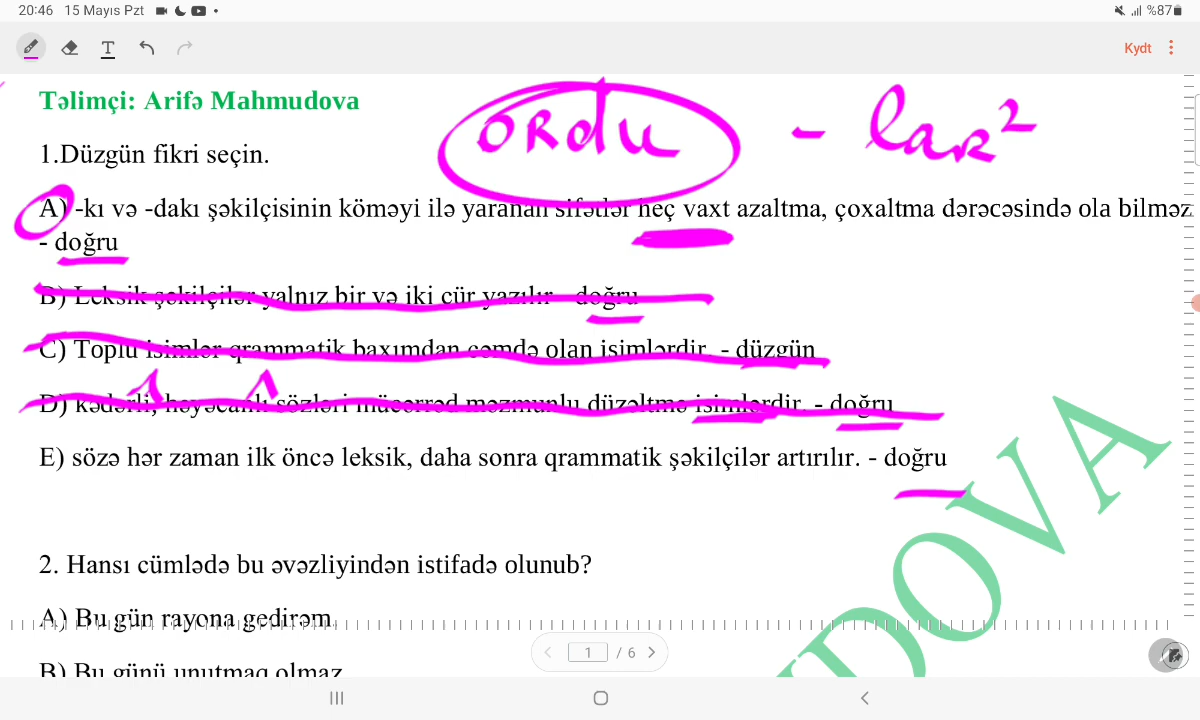 20:46 15 Mayıs Pzt %87
T
Kydt
Təlimçi: Arifə Mahmudova
ORdu - laR²
1.Düzgün fikri seçin.
A) -kı və -dakı şəkilçisinin köməyi ilə yaranan sifətlər heç vaxt azaltma, çoxaltma dərəcəsində ola bilməz
- doğru
B) Leksik şəkilçilər yalnız bir və iki cür yazılır - doğru
C) Toplu isimlər qrammatik baxımdan cəmdə olan isimlərdir. - düzgün
D) kədərli, həyəcanlı sözləri mücərrəd məzmunlu düzəltmə isimlərdir. - doğru
E) sözə hər zaman ilk öncə leksik, daha sonra qrammatik şəkilçilər artırılır. - doğru
2. Hansı cümlədə bu əvəzliyindən istifadə olunub?
A) Bu gün rayona gedirəm.
B) Bu günü unutmaq olmaz
DOVA
1 / 6